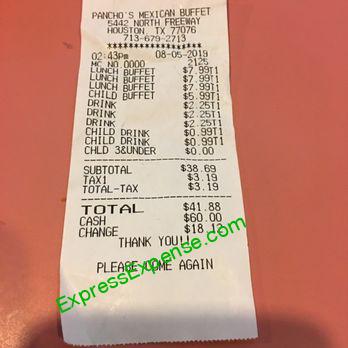 PANCHO'S MEXICAN BUFFET
5442 NORTH FREEWAY
HOUSTON, TX 77076
713-679-2713
************************
02:43Pm 08-05-2019
MC NO.0000 2125
LUNCH BUFFET $7.99T1
LUNCH BUFFET $7.99T1
LUNCH BUFFET $7.99T1
CHILD BUFFET $5.99T1
DRINK $2.25T1
DRINK $2.25T1
DRINK $2.25T1
CHILD DRINK $0.99T1
CHILD DRINK $0.99T1
CHLD 3&UNDER $0.00
SUBTOTAL $38.69
TAX1 $3.19
TOTAL-TAX $3.19
TOTAL $41.88
CASH $60.00
CHANGE $18.12
THANK YOU!!
PLEASE COME AGAIN
ExpressExpense.com